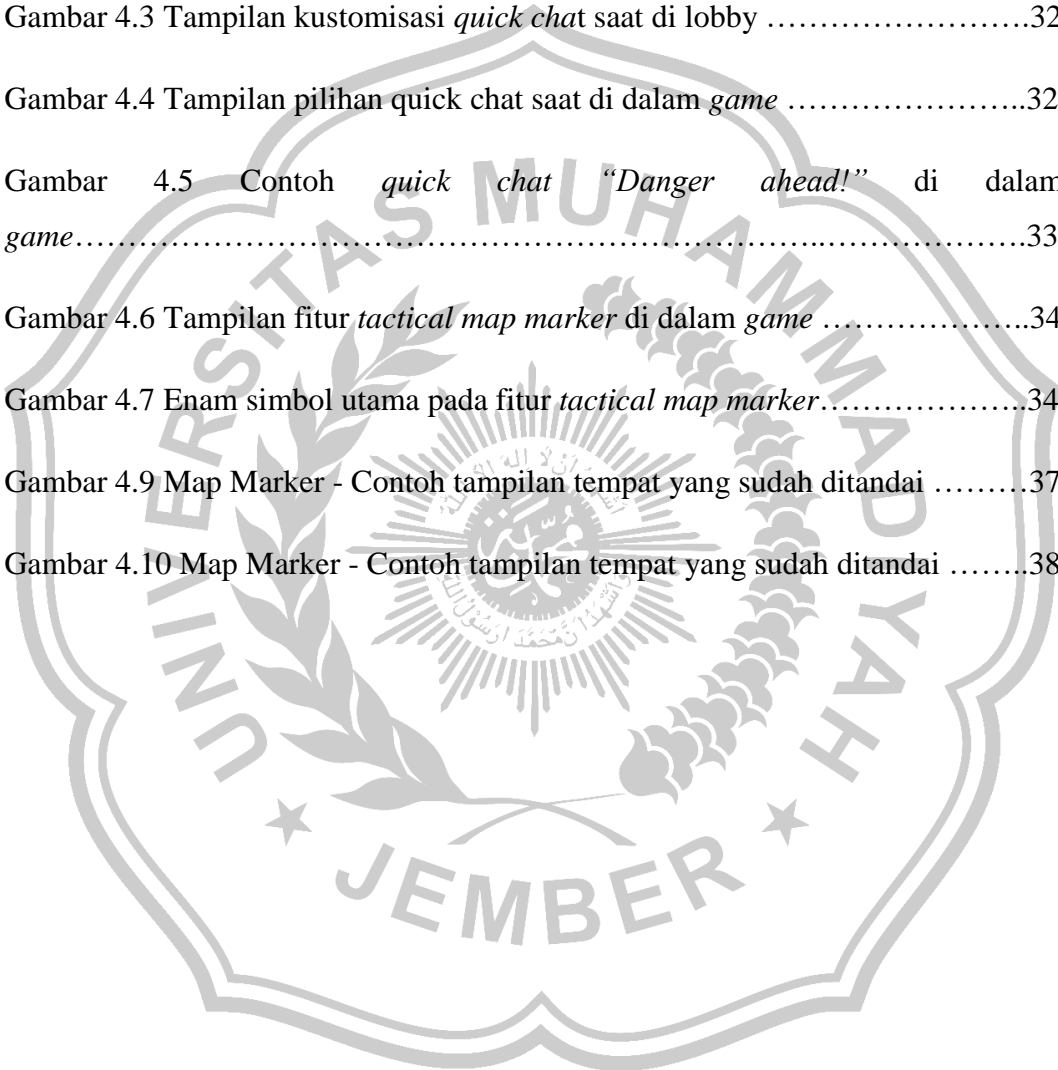 Gambar 4.3 Tampilan kustomisasi quick chat saat di lobby …………………….32
Gambar 4.4 Tampilan pilihan quick chat saat di dalam game …………………..32
Gambar 4.5 Contoh quick chat “Danger ahead!” di dalam
game……………………………………………………………..……………….33
Gambar 4.6 Tampilan fitur tactical map marker di dalam game ………………..34
Gambar 4.7 Enam simbol utama pada fitur tactical map marker………………..34
Gambar 4.9 Map Marker - Contoh tampilan tempat yang sudah ditandai ………37
Gambar 4.10 Map Marker - Contoh tampilan tempat yang sudah ditandai ……..38
UNIVERSITAS MUHAMMADIYAH
JEMBER